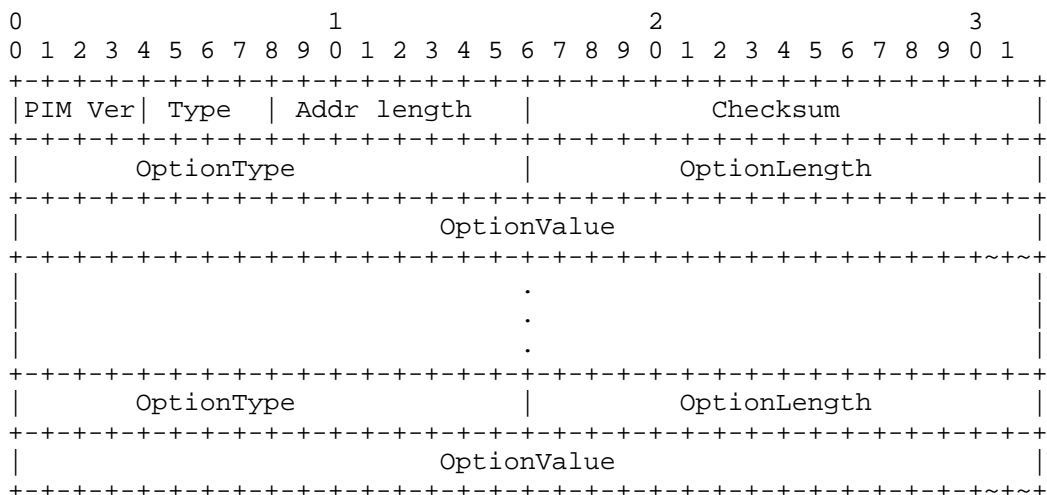 0                   1                   2                   3
0 1 2 3 4 5 6 7 8 9 0 1 2 3 4 5 6 7 8 9 0 1 2 3 4 5 6 7 8 9 0 1
+-+-+-+-+-+-+-+-+-+-+-+-+-+-+-+-+-+-+-+-+-+-+-+-+-+-+-+-+-+-+-+-+
|PIM Ver| Type  | Addr length   |           Checksum            |
+-+-+-+-+-+-+-+-+-+-+-+-+-+-+-+-+-+-+-+-+-+-+-+-+-+-+-+-+-+-+-+-+
|       OptionType              |         OptionLength          |
+-+-+-+-+-+-+-+-+-+-+-+-+-+-+-+-+-+-+-+-+-+-+-+-+-+-+-+-+-+-+-+-+
|                          OptionValue                          |
+-+-+-+-+-+-+-+-+-+-+-+-+-+-+-+-+-+-+-+-+-+-+-+-+-+-+-+-+-+-+~+~+
|                               .                               |
|                               .                               |
|                               .                               |
+-+-+-+-+-+-+-+-+-+-+-+-+-+-+-+-+-+-+-+-+-+-+-+-+-+-+-+-+-+-+-+-+
|       OptionType              |         OptionLength          |
+-+-+-+-+-+-+-+-+-+-+-+-+-+-+-+-+-+-+-+-+-+-+-+-+-+-+-+-+-+-+-+-+
|                          OptionValue                          |
+-+-+-+-+-+-+-+-+-+-+-+-+-+-+-+-+-+-+-+-+-+-+-+-+-+-+-+-+-+-+~+~+